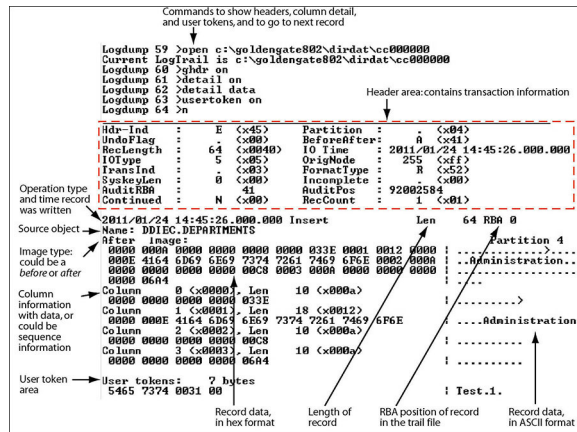 Commands to show headers, column detail,
and user tokens, and to go to next record
Logdump 59 >open c:\goldengate802\dirdat\cc000000
Current LogTrail is c:\goldengate802\dirdat\cc000000
Logdump 60 >ghdr on
Logdump 61 >detail on
Logdump 62 >detail data
Logdump 63 >usertoken on
Logdump 64 >n
Header area: contains transaction information
Hdr-Ind : E (x45) Partition : . (x04)
UndoFlag : . (x00) BeforeAfter: A (x41)
RecLength : 64 (x0040) IO Time : 2011/01/24 14:45:26.000.000
IOType : 5 (x05) OrigNode : 255 (xff)
TransInd : . (x03) FormatType : R (x52)
SyskeyLen : 0 (x00) Incomplete : . (x00)
AuditRBA : 41 AuditPos : 92002584
Continued : N (x00) RecCount : 1 (x01)
Operation type
and time record
was written
2011/01/24 14:45:26.000.000 Insert Len 64 RBA 0
Source object
Name: DDIEC.DEPARTMENTS
After Image: Partition 4
Image type:
could be a
before or after
0000 000A 0000 0000 0000 0000 033E 0001 0012 0000 | .............>......
000E 4164 6D69 6E69 7374 7261 7469 6F6E 0002 000A | ..Administration....
0000 0000 0000 0000 00C8 0003 000A 0000 0000 0000 | ....................
0000 06A4 | ....
Column
information
with data, or
could be
sequence
information
Column 0 (x0000), Len 10 (x000a)
0000 0000 0000 0000 033E | .........>
Column 1 (x0001), Len 18 (x0012)
0000 000E 4164 6D69 6E69 7374 7261 7469 6F6E | ....Administration
Column 2 (x0002), Len 10 (x000a)
0000 0000 0000 0000 00C8 | ..........
Column 3 (x0003), Len 10 (x000a)
0000 0000 0000 0000 06A4 | ..........
User token
area
User tokens: 7 bytes
5465 7374 0031 00 | Test.1.
Record data,
in hex format
Length of
record
RBA position of record
in the trail file
Record data,
in ASCII format